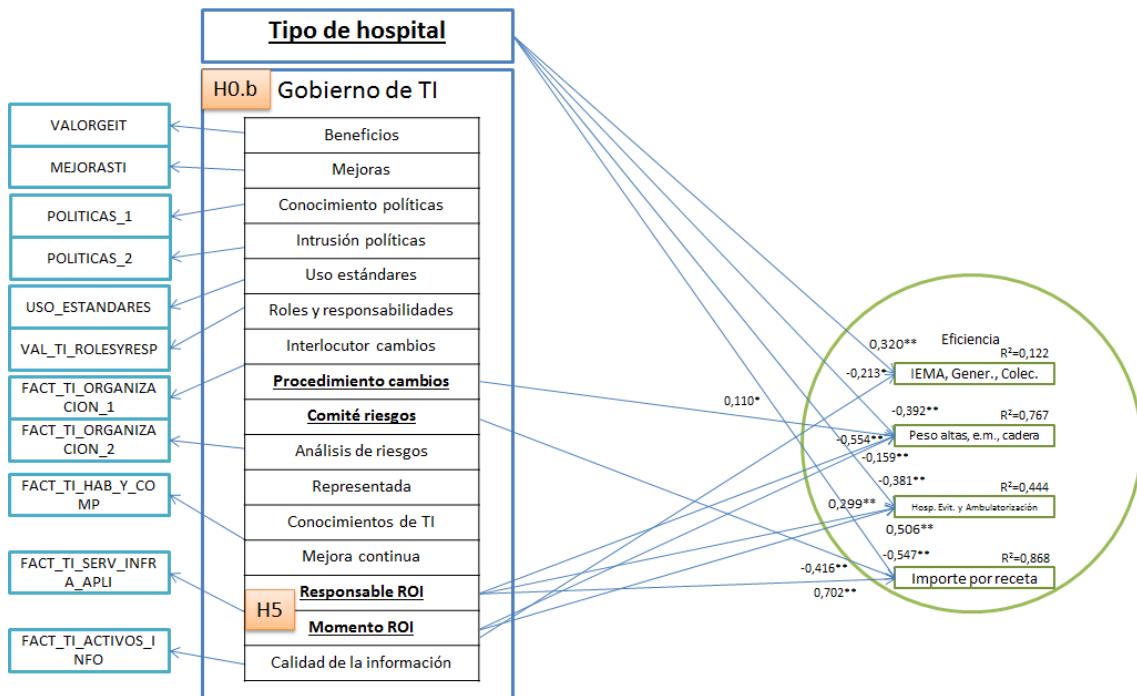 Tipo de hospital
H0.b
Gobierno de TI
VALORGEIT
MEJORASTI
POLITICAS_1
POLITICAS_2
USO_ESTANDARES
VAL_TI_ROLESYRESP
FACT_TI_ORGANIZA
CION_1
FACT_TI_ORGANIZA
CION_2
FACT_TI_HAB_Y_CO
MP
FACT_TI_SERV_INFR
A_APLI
FACT_TI_ACTIVOS_I
NFO
Beneficios
Mejoras
Conocimiento políticas
Intrusión políticas
Uso estándares
Roles y responsabilidades
Interlocutor cambios
Procedimiento cambios
Comité riesgos
Análisis de riesgos
Representada
Conocimientos de TI
Mejora continua
Responsable ROI
H5
Momento ROI
Calidad de la información
Eficiencia
0,320**
R²=0,122
-0,213*
IEMA, Gener., Colec.
0,110*
-0,392**
R²=0,767
Peso altas, e.m., cadera
-0,554**
-0,159**
-0,381**
R²=0,444
0,299**
Hosp. Evit. y Ambulatorización
0,506**
-0,547**
R²=0,868
-0,416**
Importe por receta
0,702**